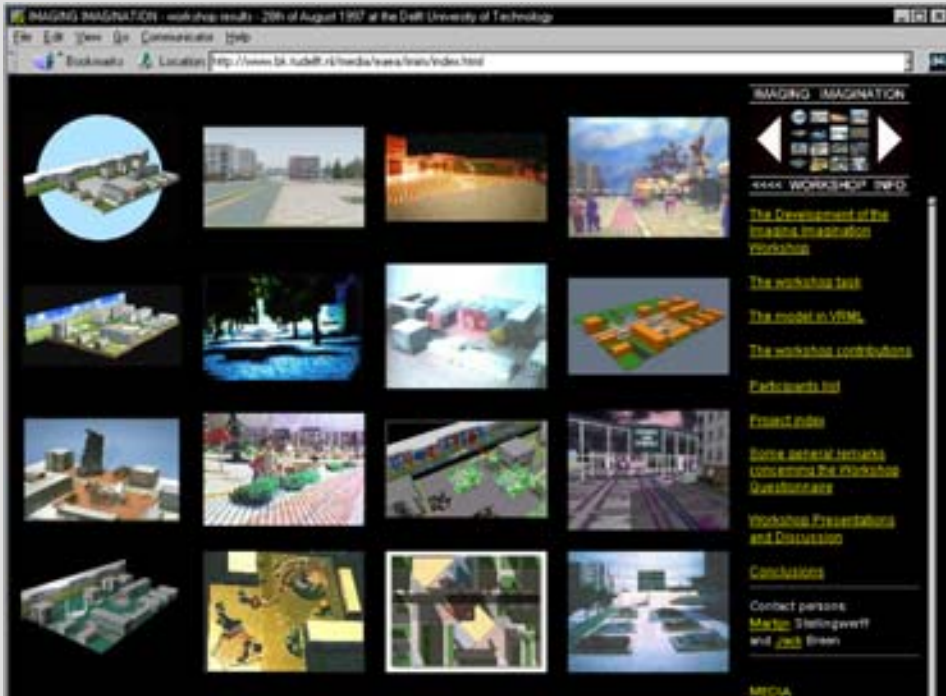 IMAGING IMAGINATION - workshop results - 28th of August 1997 at the Delft University of Technology
File Edit View Go Communicator Help
Bookmarks Location http://www.bk.tudelft.nl/media/eaea/main/index.html
IMAGING IMAGINATION
<<<< WORKSHOP INFO
The Development of the
Imaging Imagination
Workshop
The workshop task
The model in VRML
The workshop contributions
Participants list
Project index
Some general remarks
concerning the Workshop
Questionnaire
Workshop Presentations
and Discussion
Conclusions
Contact persons:
Martijn Stellingwerff
and Jack Breen
MEDIA